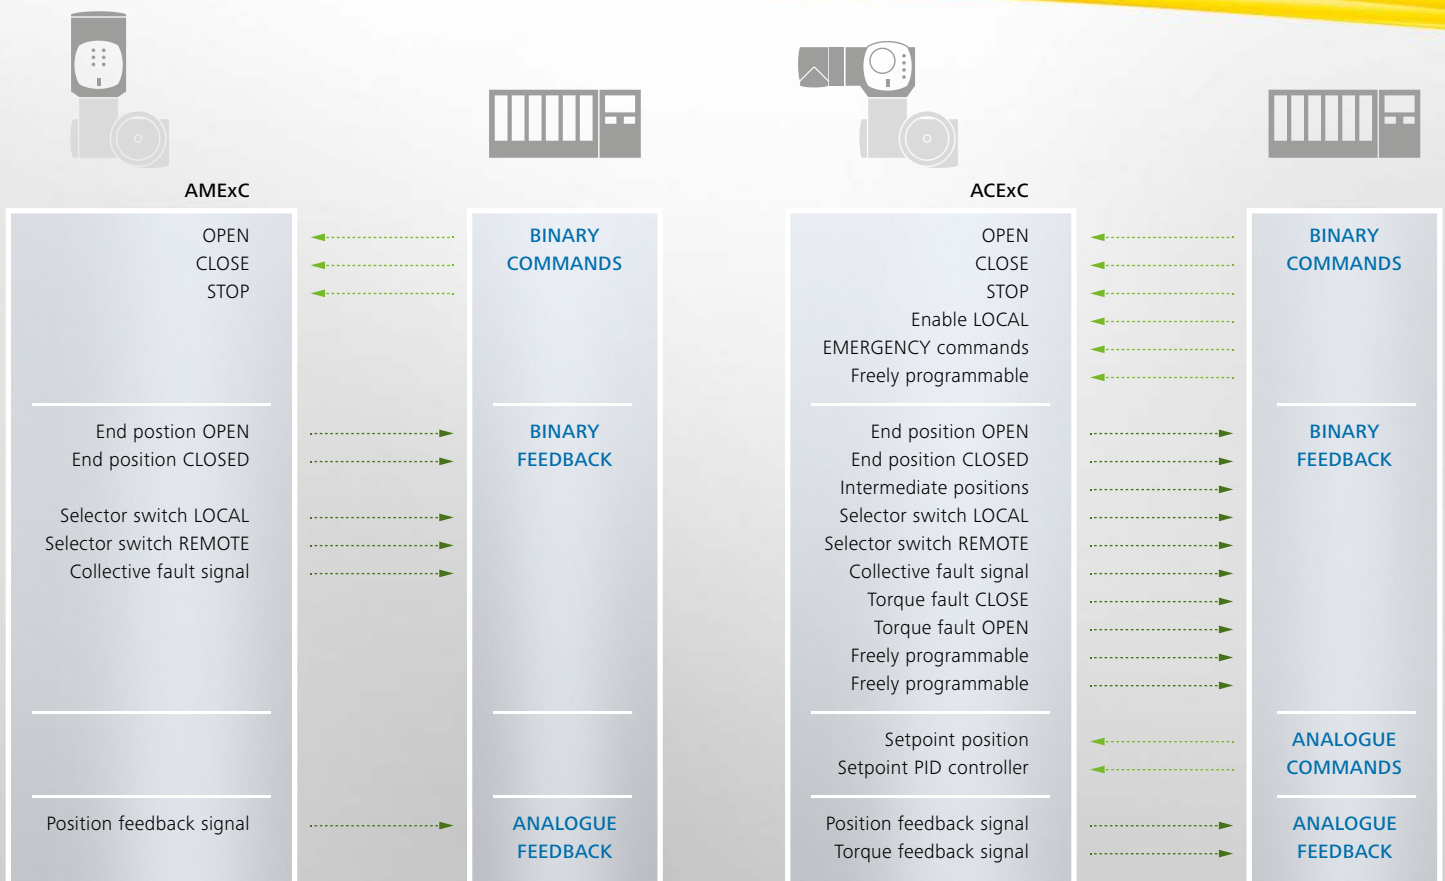 AMExC
OPEN
CLOSE
STOP
BINARY
COMMANDS
End postion OPEN
End position CLOSED
Selector switch LOCAL
Selector switch REMOTE
Collective fault signal
BINARY
FEEDBACK
Position feedback signal
ANALOGUE
FEEDBACK
ACExC
OPEN
CLOSE
STOP
Enable LOCAL
EMERGENCY commands
Freely programmable
BINARY
COMMANDS
End position OPEN
End position CLOSED
Intermediate positions
Selector switch LOCAL
Selector switch REMOTE
Collective fault signal
Torque fault CLOSE
Torque fault OPEN
Freely programmable
Freely programmable
BINARY
FEEDBACK
Setpoint position
Setpoint PID controller
ANALOGUE
COMMANDS
Position feedback signal
Torque feedback signal
ANALOGUE
FEEDBACK